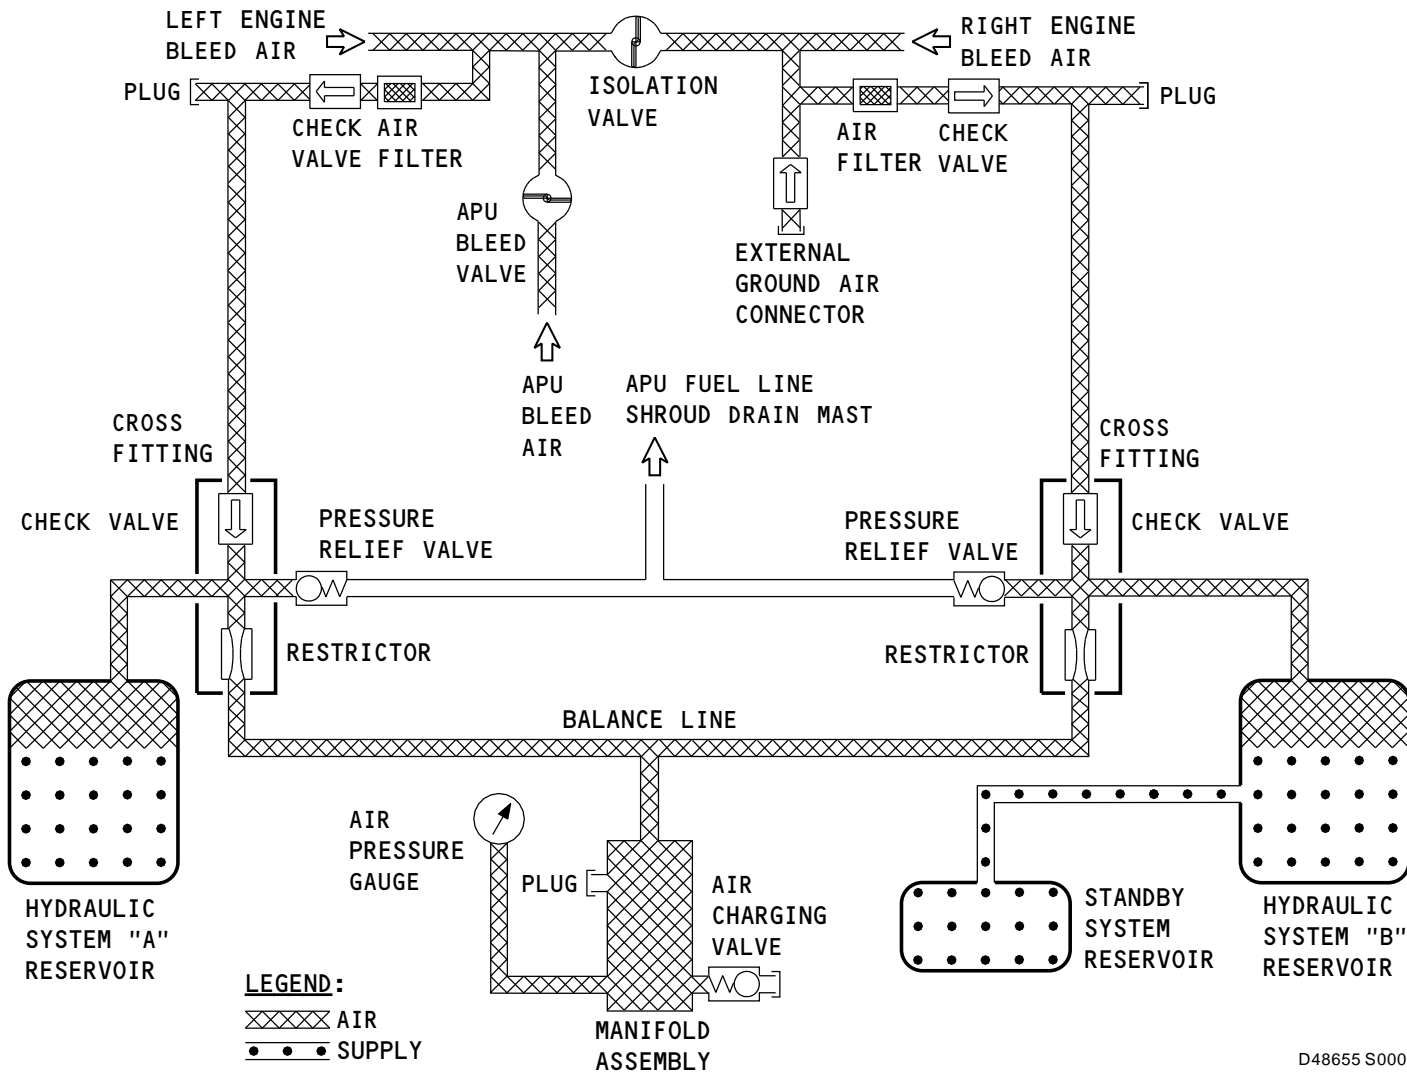 LEFT ENGINE
BLEED AIR
RIGHT ENGINE
BLEED AIR
PLUG
ISOLATION
VALVE
PLUG
CHECK AIR
VALVE FILTER
AIR CHECK
FILTER VALVE
APU
BLEED
VALVE
EXTERNAL
GROUND AIR
CONNECTOR
APU
BLEED
AIR
APU FUEL LINE
SHROUD DRAIN MAST
CROSS
FITTING
CROSS
FITTING
CHECK VALVE
PRESSURE
RELIEF VALVE
PRESSURE
RELIEF VALVE
CHECK VALVE
RESTRICTOR
RESTRICTOR
BALANCE LINE
AIR
PRESSURE
GAUGE
PLUG
AIR
CHARGING
VALVE
STANDBY
SYSTEM
RESERVOIR
HYDRAULIC
SYSTEM "A"
RESERVOIR
HYDRAULIC
SYSTEM "B"
RESERVOIR
LEGEND:
AIR
SUPPLY
MANIFOLD
ASSEMBLY
D48655 S000